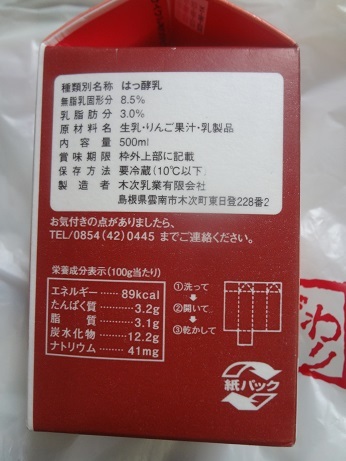 種類別名称 はっ酵乳
無脂乳固形分 8.5%
乳脂肪分 3.0%
原材料名 生乳・りんご果汁・乳製品
内容量 500ml
賞味期限 枠外上部に記載
保存方法 要冷蔵(10℃以下)
製造者 木次乳業有限会社
島根県雲南市木次町東日登228番2
お気付きの点がありましたら、
TEL/0854(42)0445 までご連絡ください。
栄養成分表示(100g当たり)
エネルギー……89kcal
たんぱく質……3.2g
脂質……3.1g
炭水化物……12.2g
ナトリウム……41mg
①洗って
②開いて
③乾かして
紙パック
わり